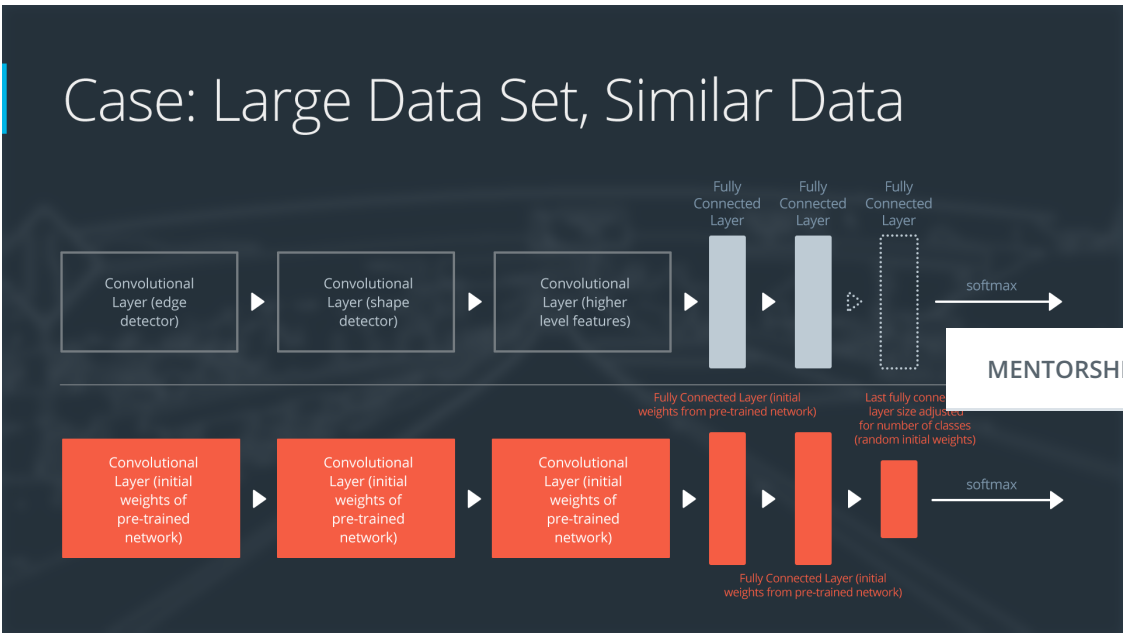 Case: Large Data Set, Similar Data
Fully
Connected
Layer
Fully
Connected
Layer
Fully
Connected
Layer
Convolutional
Layer (edge
detector)
Convolutional
Layer (shape
detector)
Convolutional
Layer (higher
level features)
softmax
MENTORSHI
Fully Connected Layer (initial
weights from pre-trained network)
Last fully conne
layer size adjusted
for number of classes
(random initial weights)
Convolutional
Layer (initial
weights of
pre-trained
network)
Convolutional
Layer (initial
weights of
pre-trained
network)
Convolutional
Layer (initial
weights of
pre-trained
network)
softmax
Fully Connected Layer (initial
weights from pre-trained network)